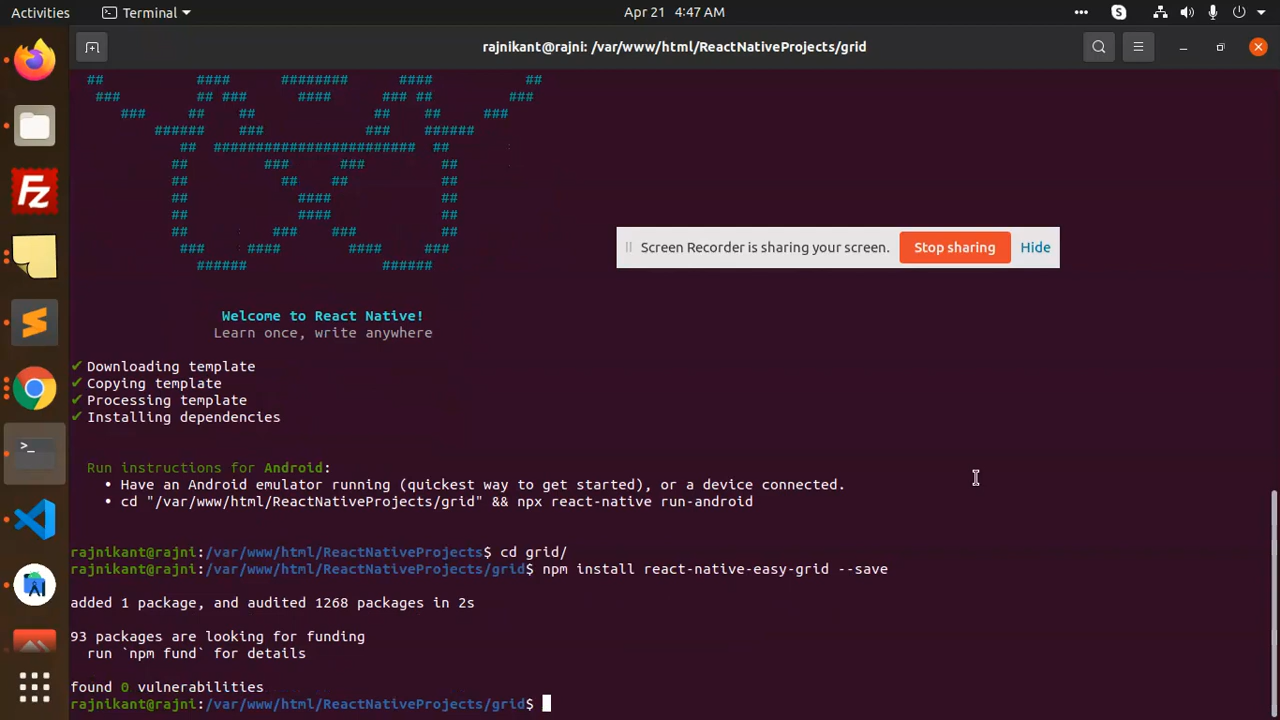 Activities
Terminal
Apr 21 4:47 AM
rajnikant@rajni: /var/www/html/ReactNativeProjects/grid
## #### ######## #### ##
### ## ### #### ### ## ###
### ## ## ## ## ###
###### ### ### ######
## ######################## ##
## ### ### ##
## ## ## ##
## #### ##
## #### ##
## ### ### ##
### #### #### ###
###### ######
Screen Recorder is sharing your screen.
Stop sharing
Hide
Welcome to React Native!
Learn once, write anywhere
✔ Downloading template
✔ Copying template
✔ Processing template
✔ Installing dependencies
Run instructions for Android:
• Have an Android emulator running (quickest way to get started), or a device connected.
• cd "/var/www/html/ReactNativeProjects/grid" && npx react-native run-android
rajnikant@rajni:/var/www/html/ReactNativeProjects$ cd grid/
rajnikant@rajni:/var/www/html/ReactNativeProjects/grid$ npm install react-native-easy-grid --save
added 1 package, and audited 1268 packages in 2s
93 packages are looking for funding
run `npm fund` for details
found 0 vulnerabilities
rajnikant@rajni:/var/www/html/ReactNativeProjects/grid$